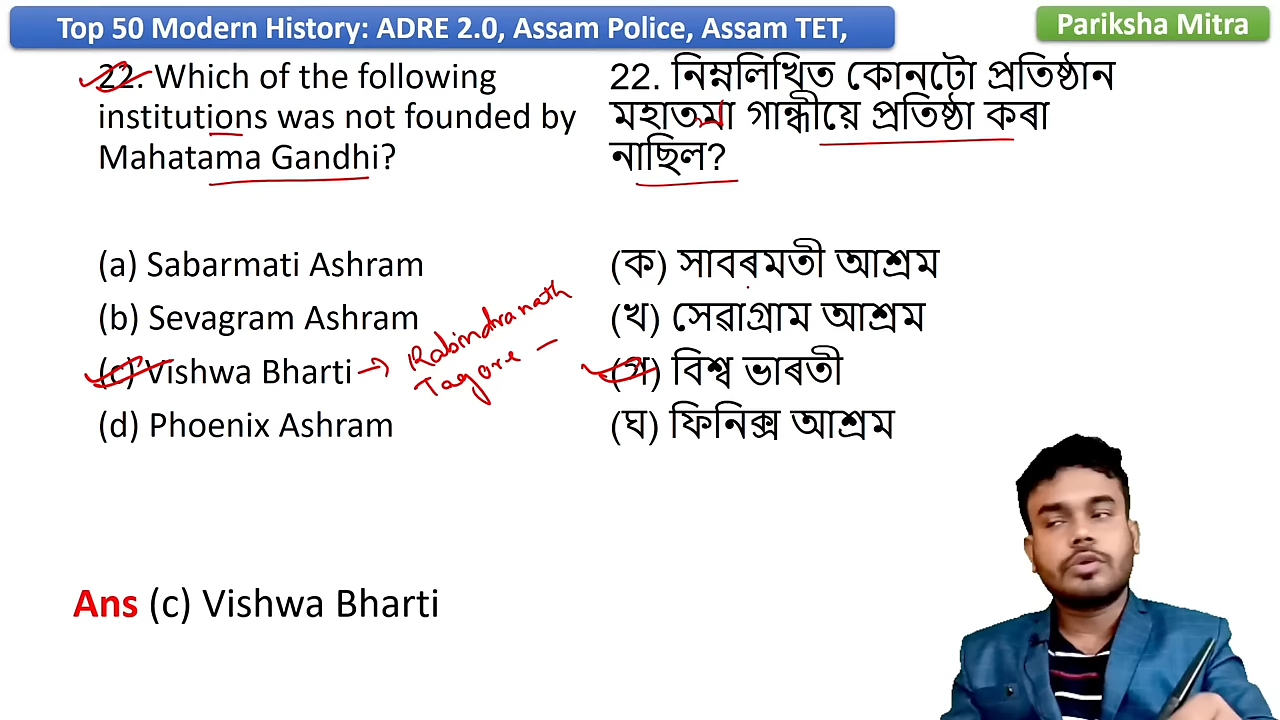 Top 50 Modern History: ADRE 2.0, Assam Police, Assam TET,
Pariksha Mitra
22. Which of the following
institutions was not founded by
Mahatama Gandhi?
(a) Sabarmati Ashram
(b) Sevagram Ashram
(c) Vishwa Bharti → Rabindranath
Tagore –
(d) Phoenix Ashram
22. নিম্নলিখিত কোনটো প্ৰতিষ্ঠান
মহাতমা গান্ধীয়ে প্ৰতিষ্ঠা কৰা
নাছিল?
(ক) সাবৰমতী আশ্ৰম
(খ) সেৱাগ্ৰাম আশ্ৰম
(গ) বিশ্ব ভাৰতী
(ঘ) ফিনিক্স আশ্ৰম
Ans (c) Vishwa Bharti